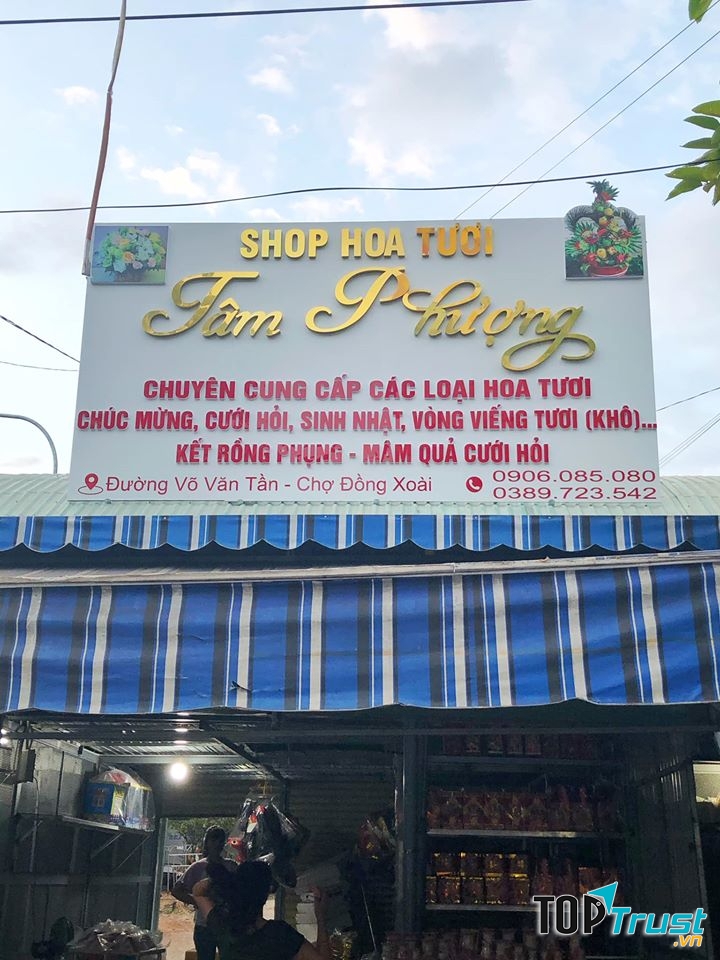 SHOP HOA TƯƠI
Tâm Phượng
CHUYÊN CUNG CẤP CÁC LOẠI HOA TƯƠI
CHÚC MỪNG, CƯỚI HỎI, SINH NHẬT, VÒNG VIẾNG TƯƠI (KHÔ)...
KẾT RỒNG PHỤNG - MÂM QUẢ CƯỚI HỎI
Đường Võ Văn Tần - Chợ Đồng Xoài
0906.085.080
0389.723.542
TOPTrust.vn